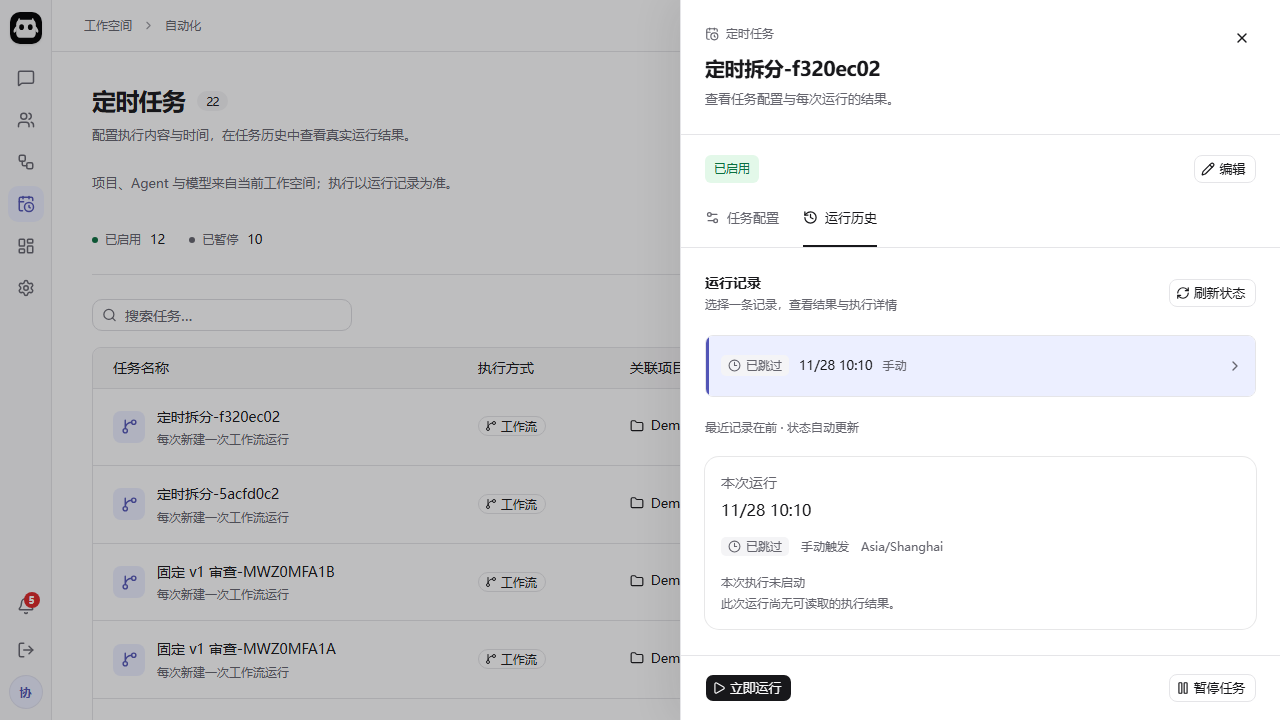 工作空间 > 自动化
定时任务 22
配置执行内容与时间，在任务历史中查看真实运行结果。
项目、Agent 与模型来自当前工作空间；执行以运行记录为准。
已启用 12 已暂停 10
搜索任务...
任务名称 执行方式 关联项目
定时拆分-f320ec02
每次新建一次工作流运行
工作流 Dem
定时拆分-5acfd0c2
每次新建一次工作流运行
工作流 Dem
固定 v1 审查-MWZ0MFA1B
每次新建一次工作流运行
工作流 Dem
固定 v1 审查-MWZ0MFA1A
每次新建一次工作流运行
工作流 Dem
5
协
定时任务
定时拆分-f320ec02
查看任务配置与每次运行的结果。
已启用 编辑
任务配置 运行历史
运行记录
选择一条记录，查看结果与执行详情
刷新状态
已跳过 11/28 10:10 手动
最近记录在前 · 状态自动更新
本次运行
11/28 10:10
已跳过 手动触发 Asia/Shanghai
本次执行未启动
此次运行尚无可读取的执行结果。
立即运行 暂停任务